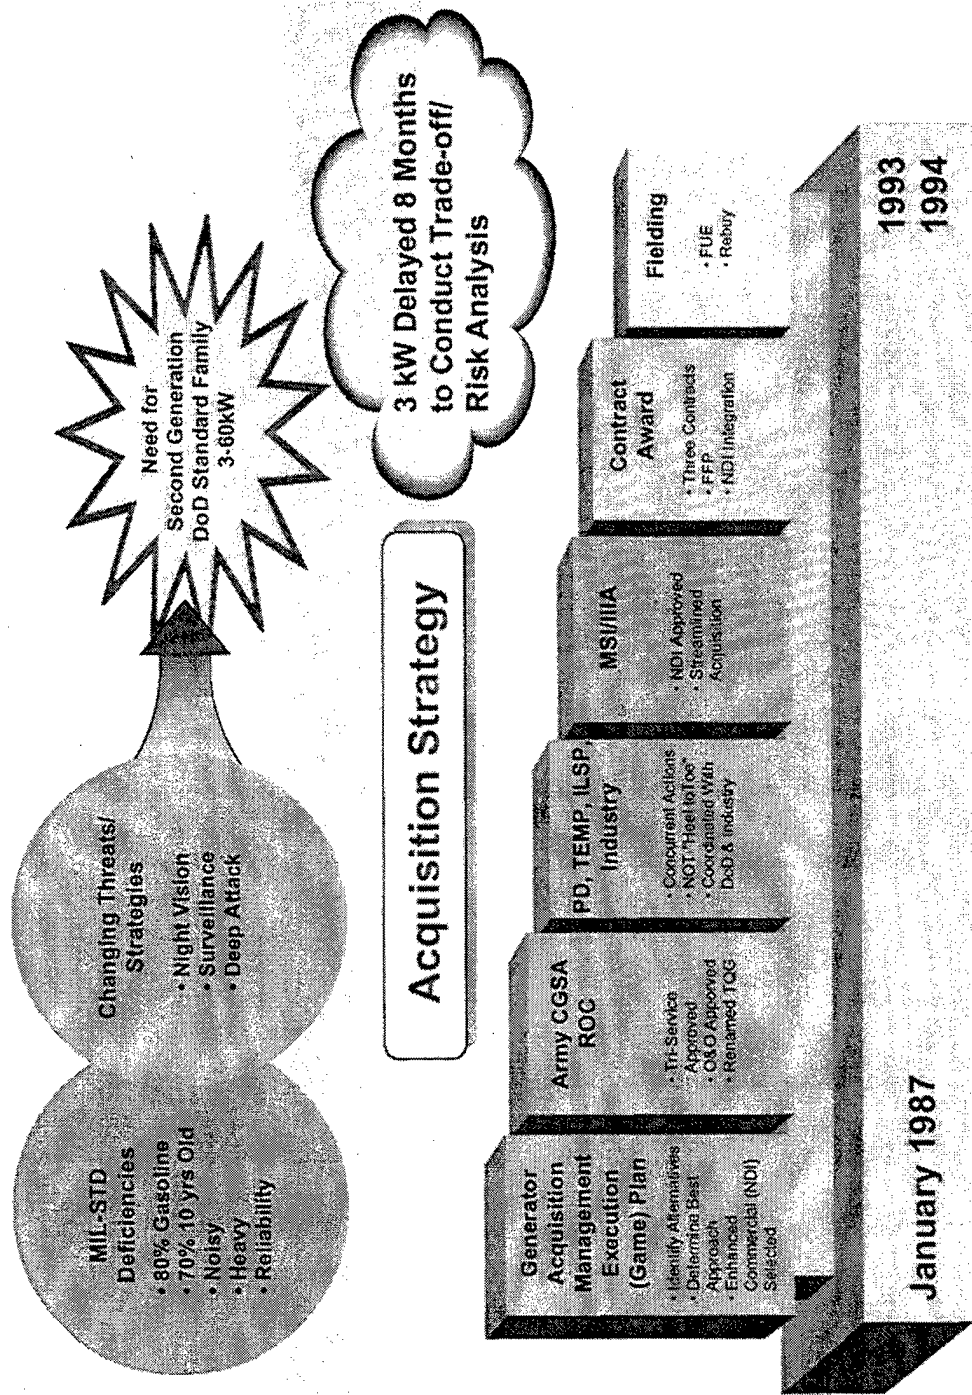 MIL-STD
Deficiencies
• 80% Gasoline
• 70% 10 yrs Old
• Noisy
• Heavy
• Reliability
Changing Threats/
Strategies
• Night Vision
• Surveillance
• Deep Attack
Need for
Second Generation
DoD Standard Family
3-60kW
Acquisition Strategy
3 kW Delayed 8 Months
to Conduct Trade-off/
Risk Analysis
Generator
Acquisition
Management
Execution
(Game) Plan
• Identify Alternatives
• Determine Best
Approach
• Enhanced
Commercial (NDI)
Selected
Army CGSA
ROC
• Tri-Service
Approved
• O&O Apporved
• Renamed TQG
PD, TEMP, ILSP,
Industry
• Concurrent Actions
• NOT "Heel toToe"
• Coordinated With
DoD & Industry
MSI/IIIA
• NDI Approved
• Streamlined
Acquisition
Contract
Award
• Three Contracts
• FFP
• NDI Integration
Fielding
• FUE
• Rebuy
January 1987
1993
1994